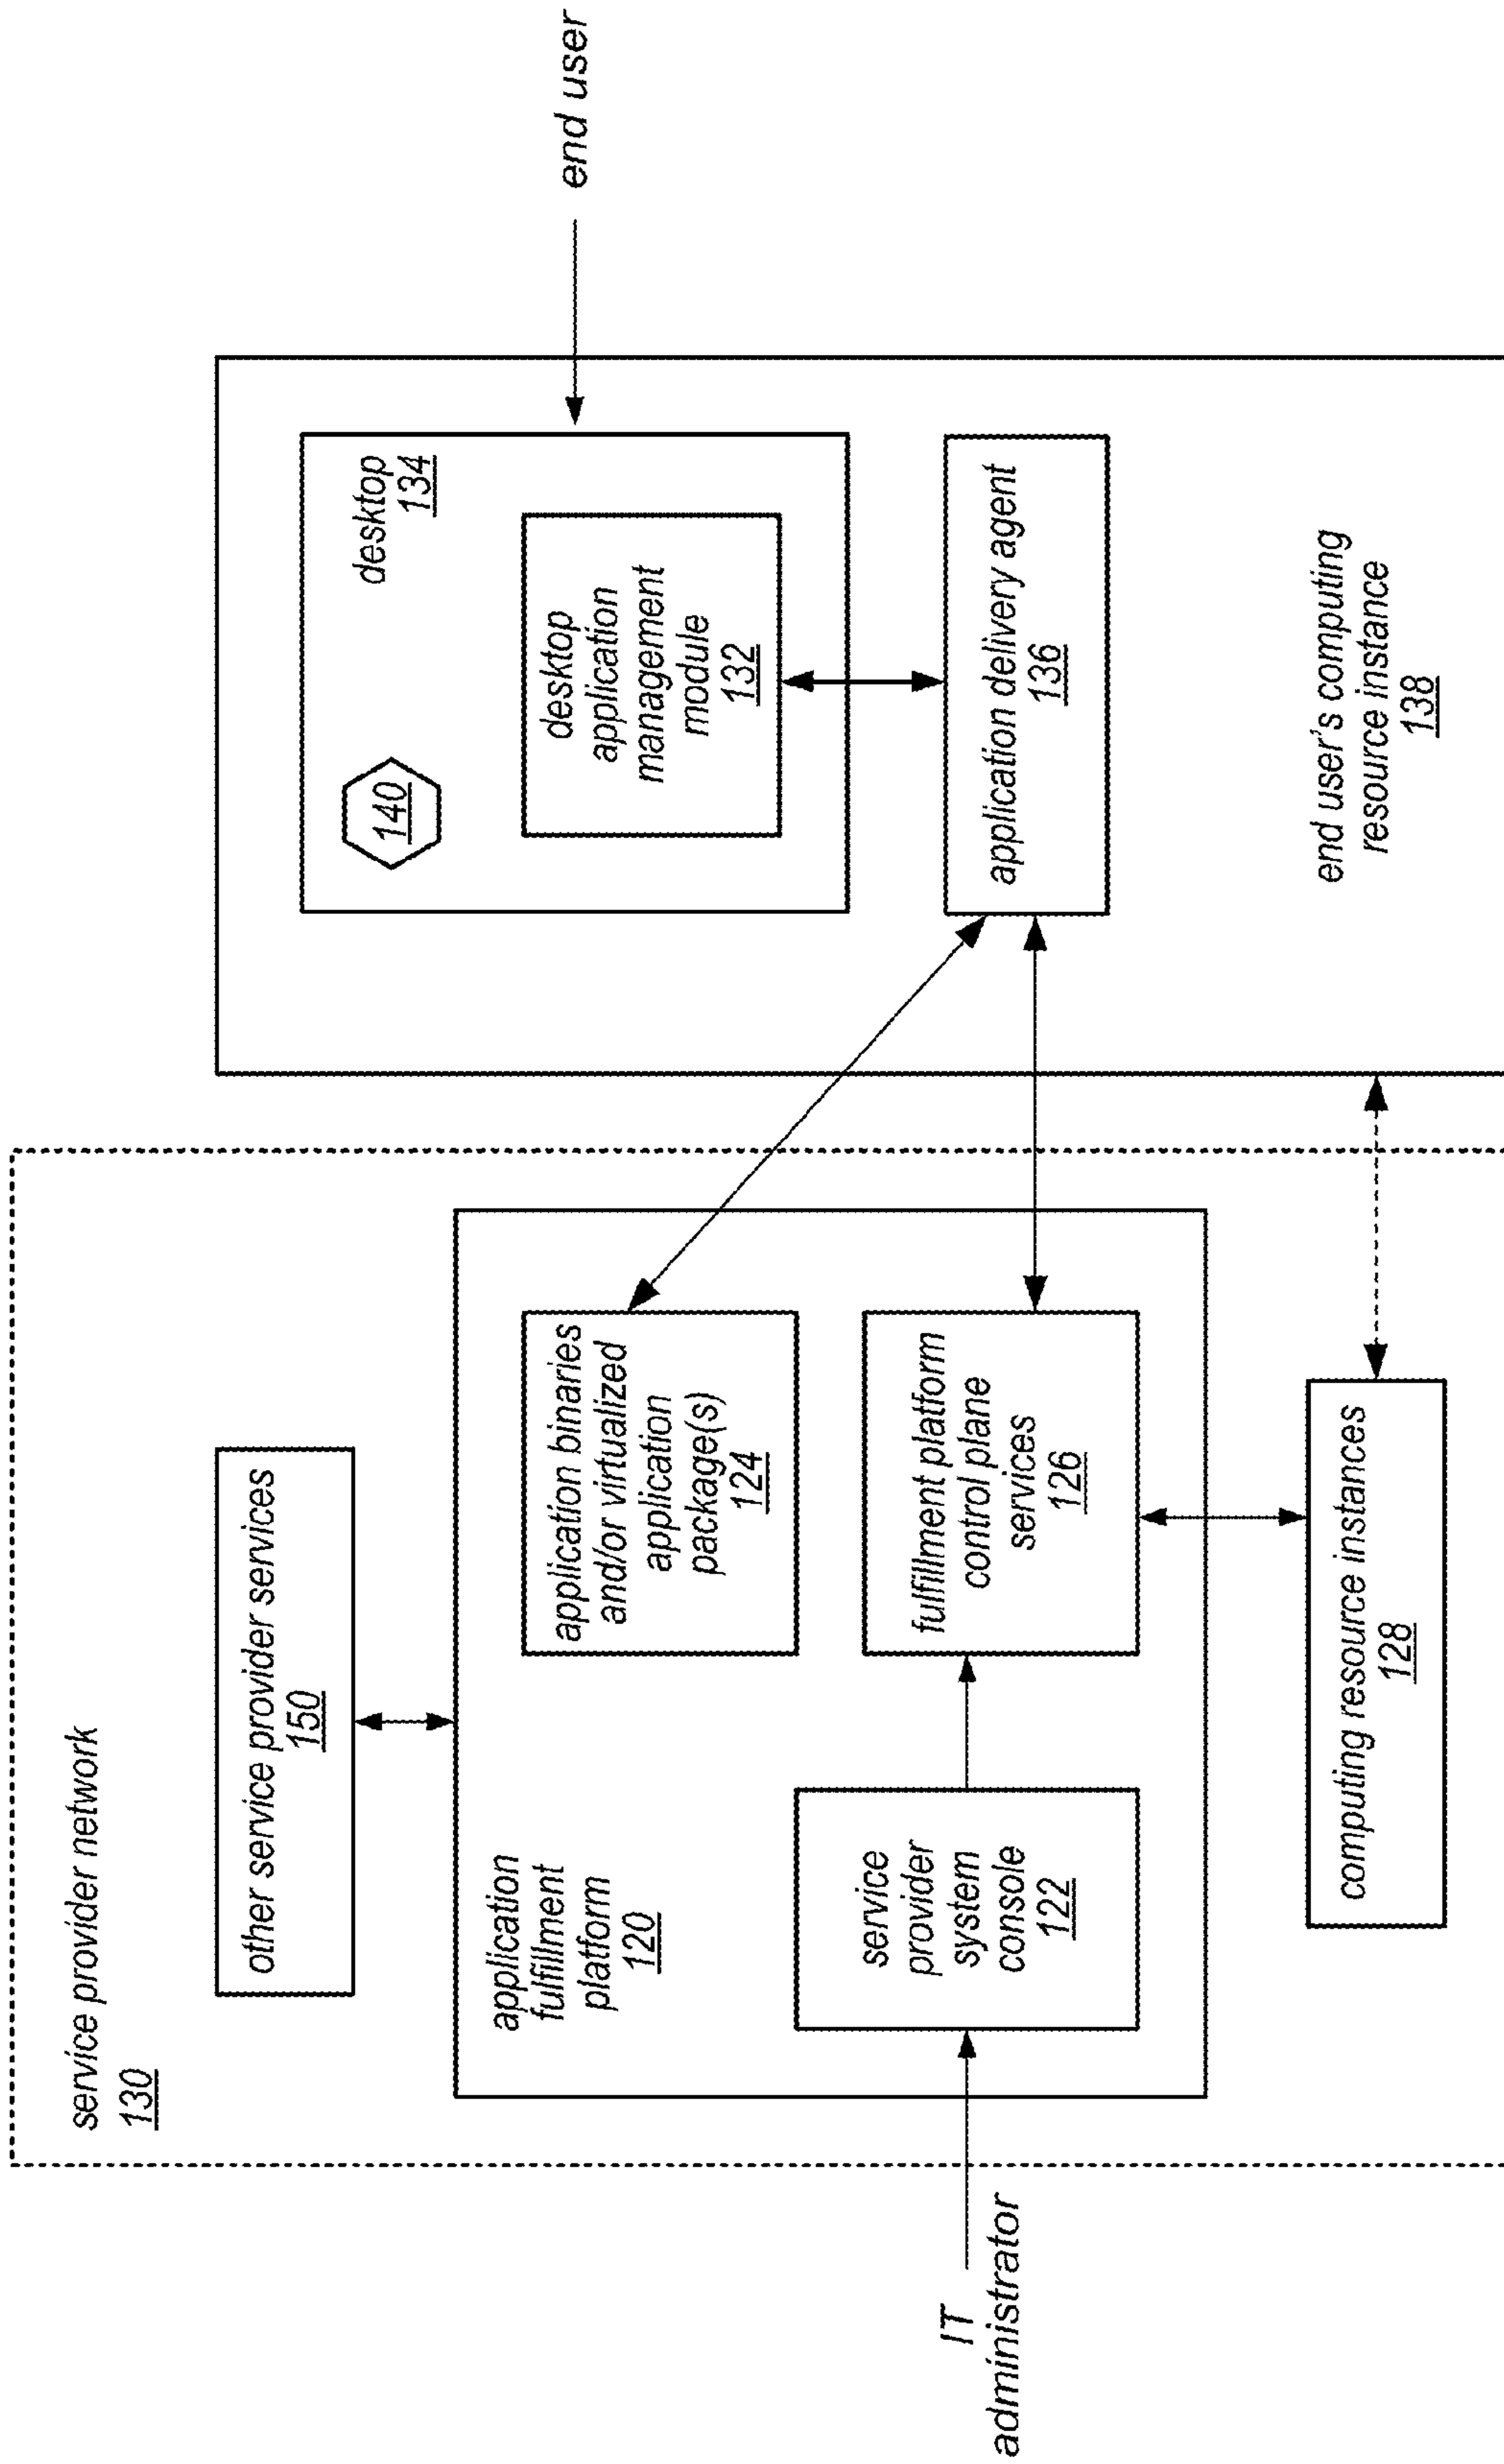 service provider network
130
other service provider services
150
application
fulfillment
platform
120
application binaries
and/or virtualized
application
package(s)
124
service
provider
system
console
122
fulfillment platform
control plane
services
126
computing resource instances
128
IT
administrator
desktop
134
140
desktop
application
management
module
132
application delivery agent
136
end user's computing
resource instance
138
end user